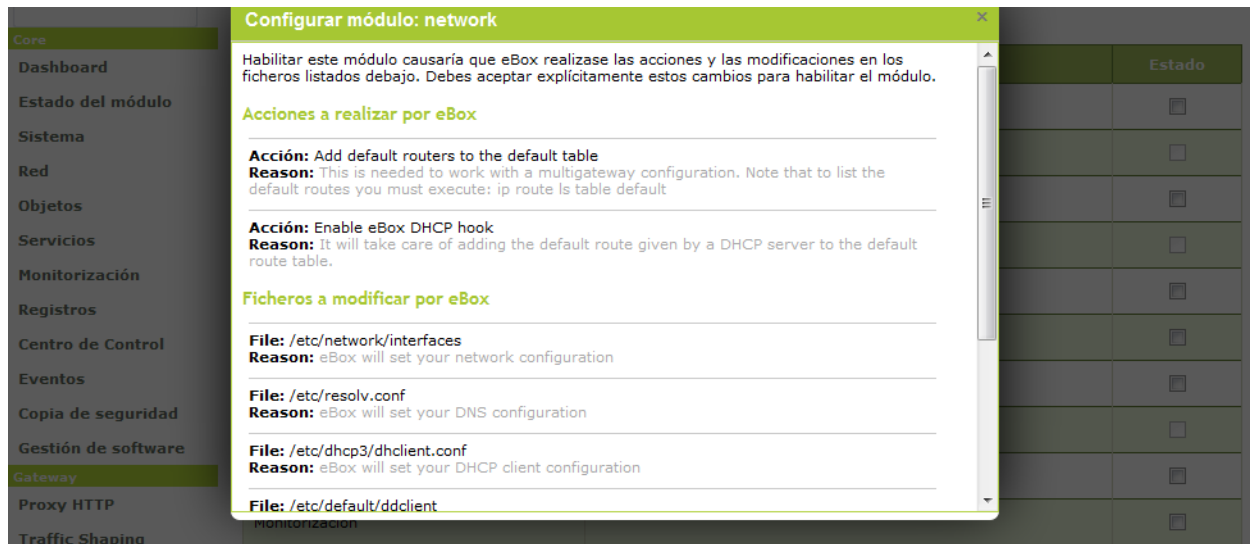 Core
Dashboard
Estado del módulo
Sistema
Red
Objetos
Servicios
Monitorización
Registros
Centro de Control
Eventos
Copia de seguridad
Gestión de software
Gateway
Proxy HTTP
Traffic Shaping
Configurar módulo: network
×
Habilitar este módulo causaría que eBox realizase las acciones y las modificaciones en los
ficheros listados debajo. Debes aceptar explícitamente estos cambios para habilitar el módulo.
Acciones a realizar por eBox
Acción: Add default routers to the default table
Reason: This is needed to work with a multigateway configuration. Note that to list the
default routes you must execute: ip route ls table default
Acción: Enable eBox DHCP hook
Reason: It will take care of adding the default route given by a DHCP server to the default
route table.
Ficheros a modificar por eBox
File: /etc/network/interfaces
Reason: eBox will set your network configuration
File: /etc/resolv.conf
Reason: eBox will set your DNS configuration
File: /etc/dhcp3/dhclient.conf
Reason: eBox will set your DHCP client configuration
File: /etc/default/ddclient
Monitorización
Estado